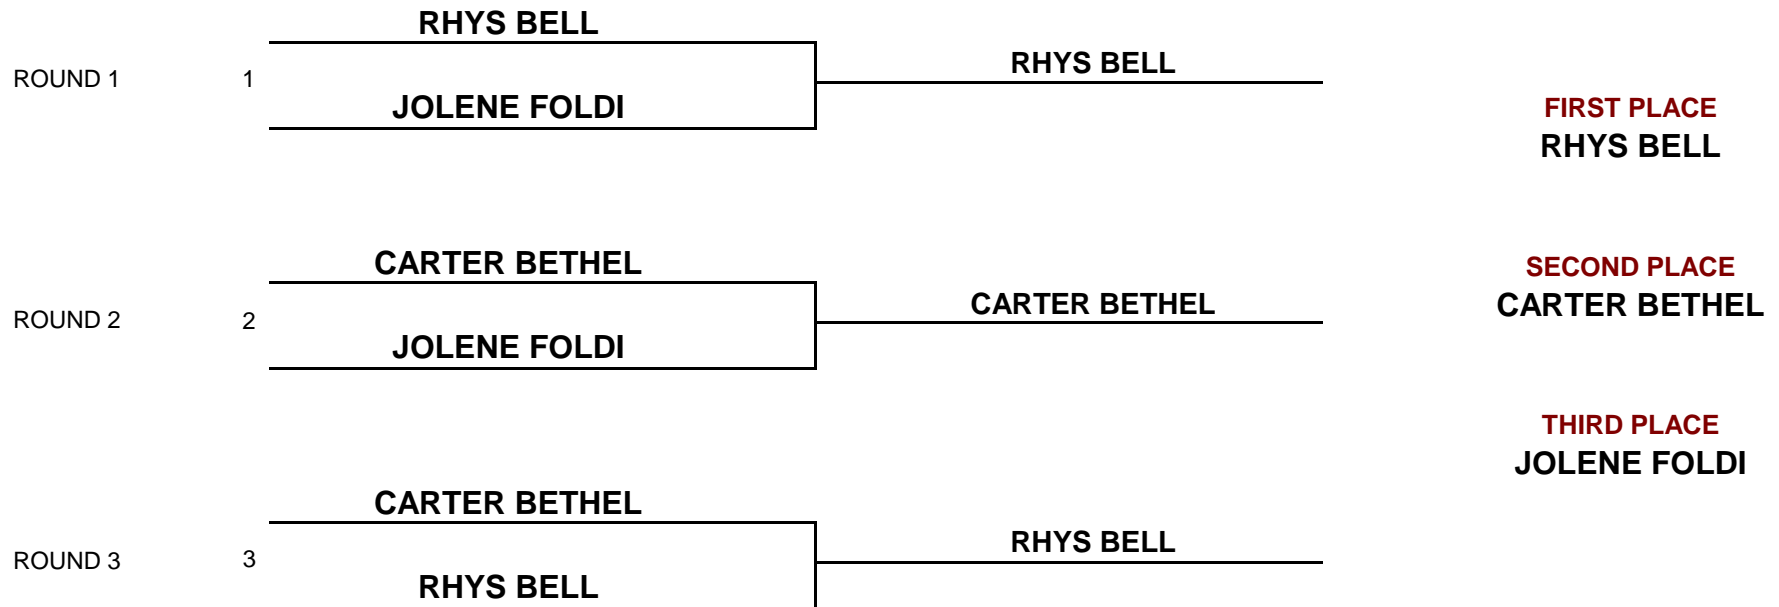 RHYS BELL
ROUND 1 1 RHYS BELL
JOLENE FOLDI
FIRST PLACE
RHYS BELL
CARTER BETHEL
ROUND 2 2 CARTER BETHEL
JOLENE FOLDI
SECOND PLACE
CARTER BETHEL
THIRD PLACE
JOLENE FOLDI
CARTER BETHEL
ROUND 3 3 RHYS BELL
RHYS BELL